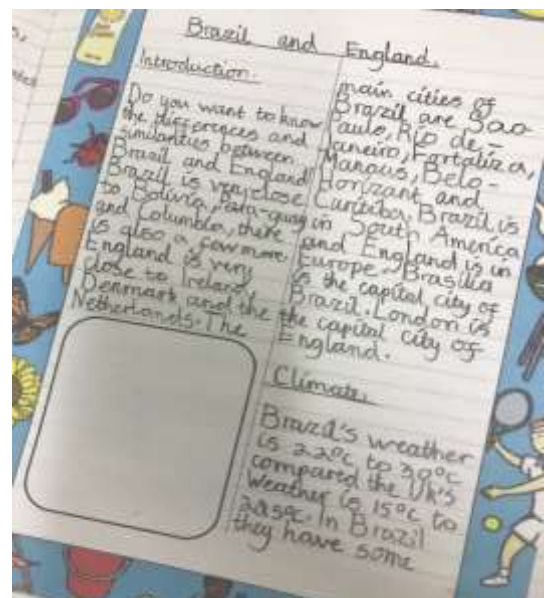 Brazil and England.
Introduction.
Do you want to know
the differeces and
similarities between
Brazil and England
Brazil is very close
to Bolivia, Para-guay
and Columbia, there
is also a few more
England is very
close to Ireland,
Denmark and the
Netherlands. The
main cities of
Brazil are Sao-
Paulo, Rio de,-
Janeiro, Fortaliza,
Manaus, Belo-
Horizant and
Curitiba, Brazil is
in South America
and England is in
Europe. Brasilia
is the capital city of
Brazil. London is
the capital city of
England.
Climate.
Brazil's weather
is 22°c to
compared the Uk's
weather is 15°c to
In Brazil
they have some